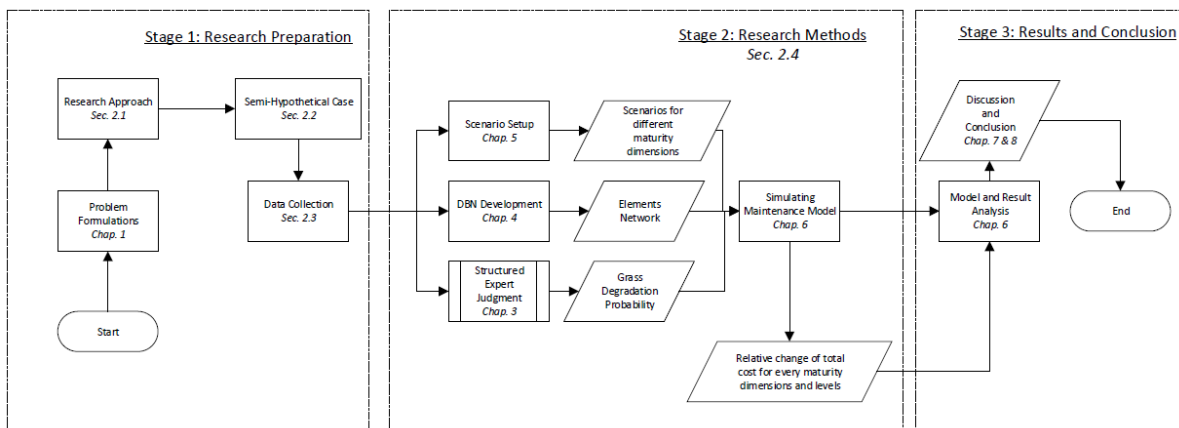 Stage 1: Research Preparation
Research Approach
Sec. 2.1
Semi-Hypothetical Case
Sec. 2.2
Problem
Formulations
Chap. 1
Data Collection
Sec. 2.3
Start
Stage 2: Research Methods
Sec. 2.4
Scenario Setup
Chap. 5
Scenarios for
different
maturity
dimensions
DBN Development
Chap. 4
Elements
Network
Simulating
Maintenance Model
Chap. 6
Structured
Expert
Judgment
Chap. 3
Grass
Degradation
Probability
Relative change of total
cost for every maturity
dimensions and levels
Stage 3: Results and Conclusion
Discussion
and
Conclusion
Chap. 7 & 8
Model and Result
Analysis
Chap. 6
End